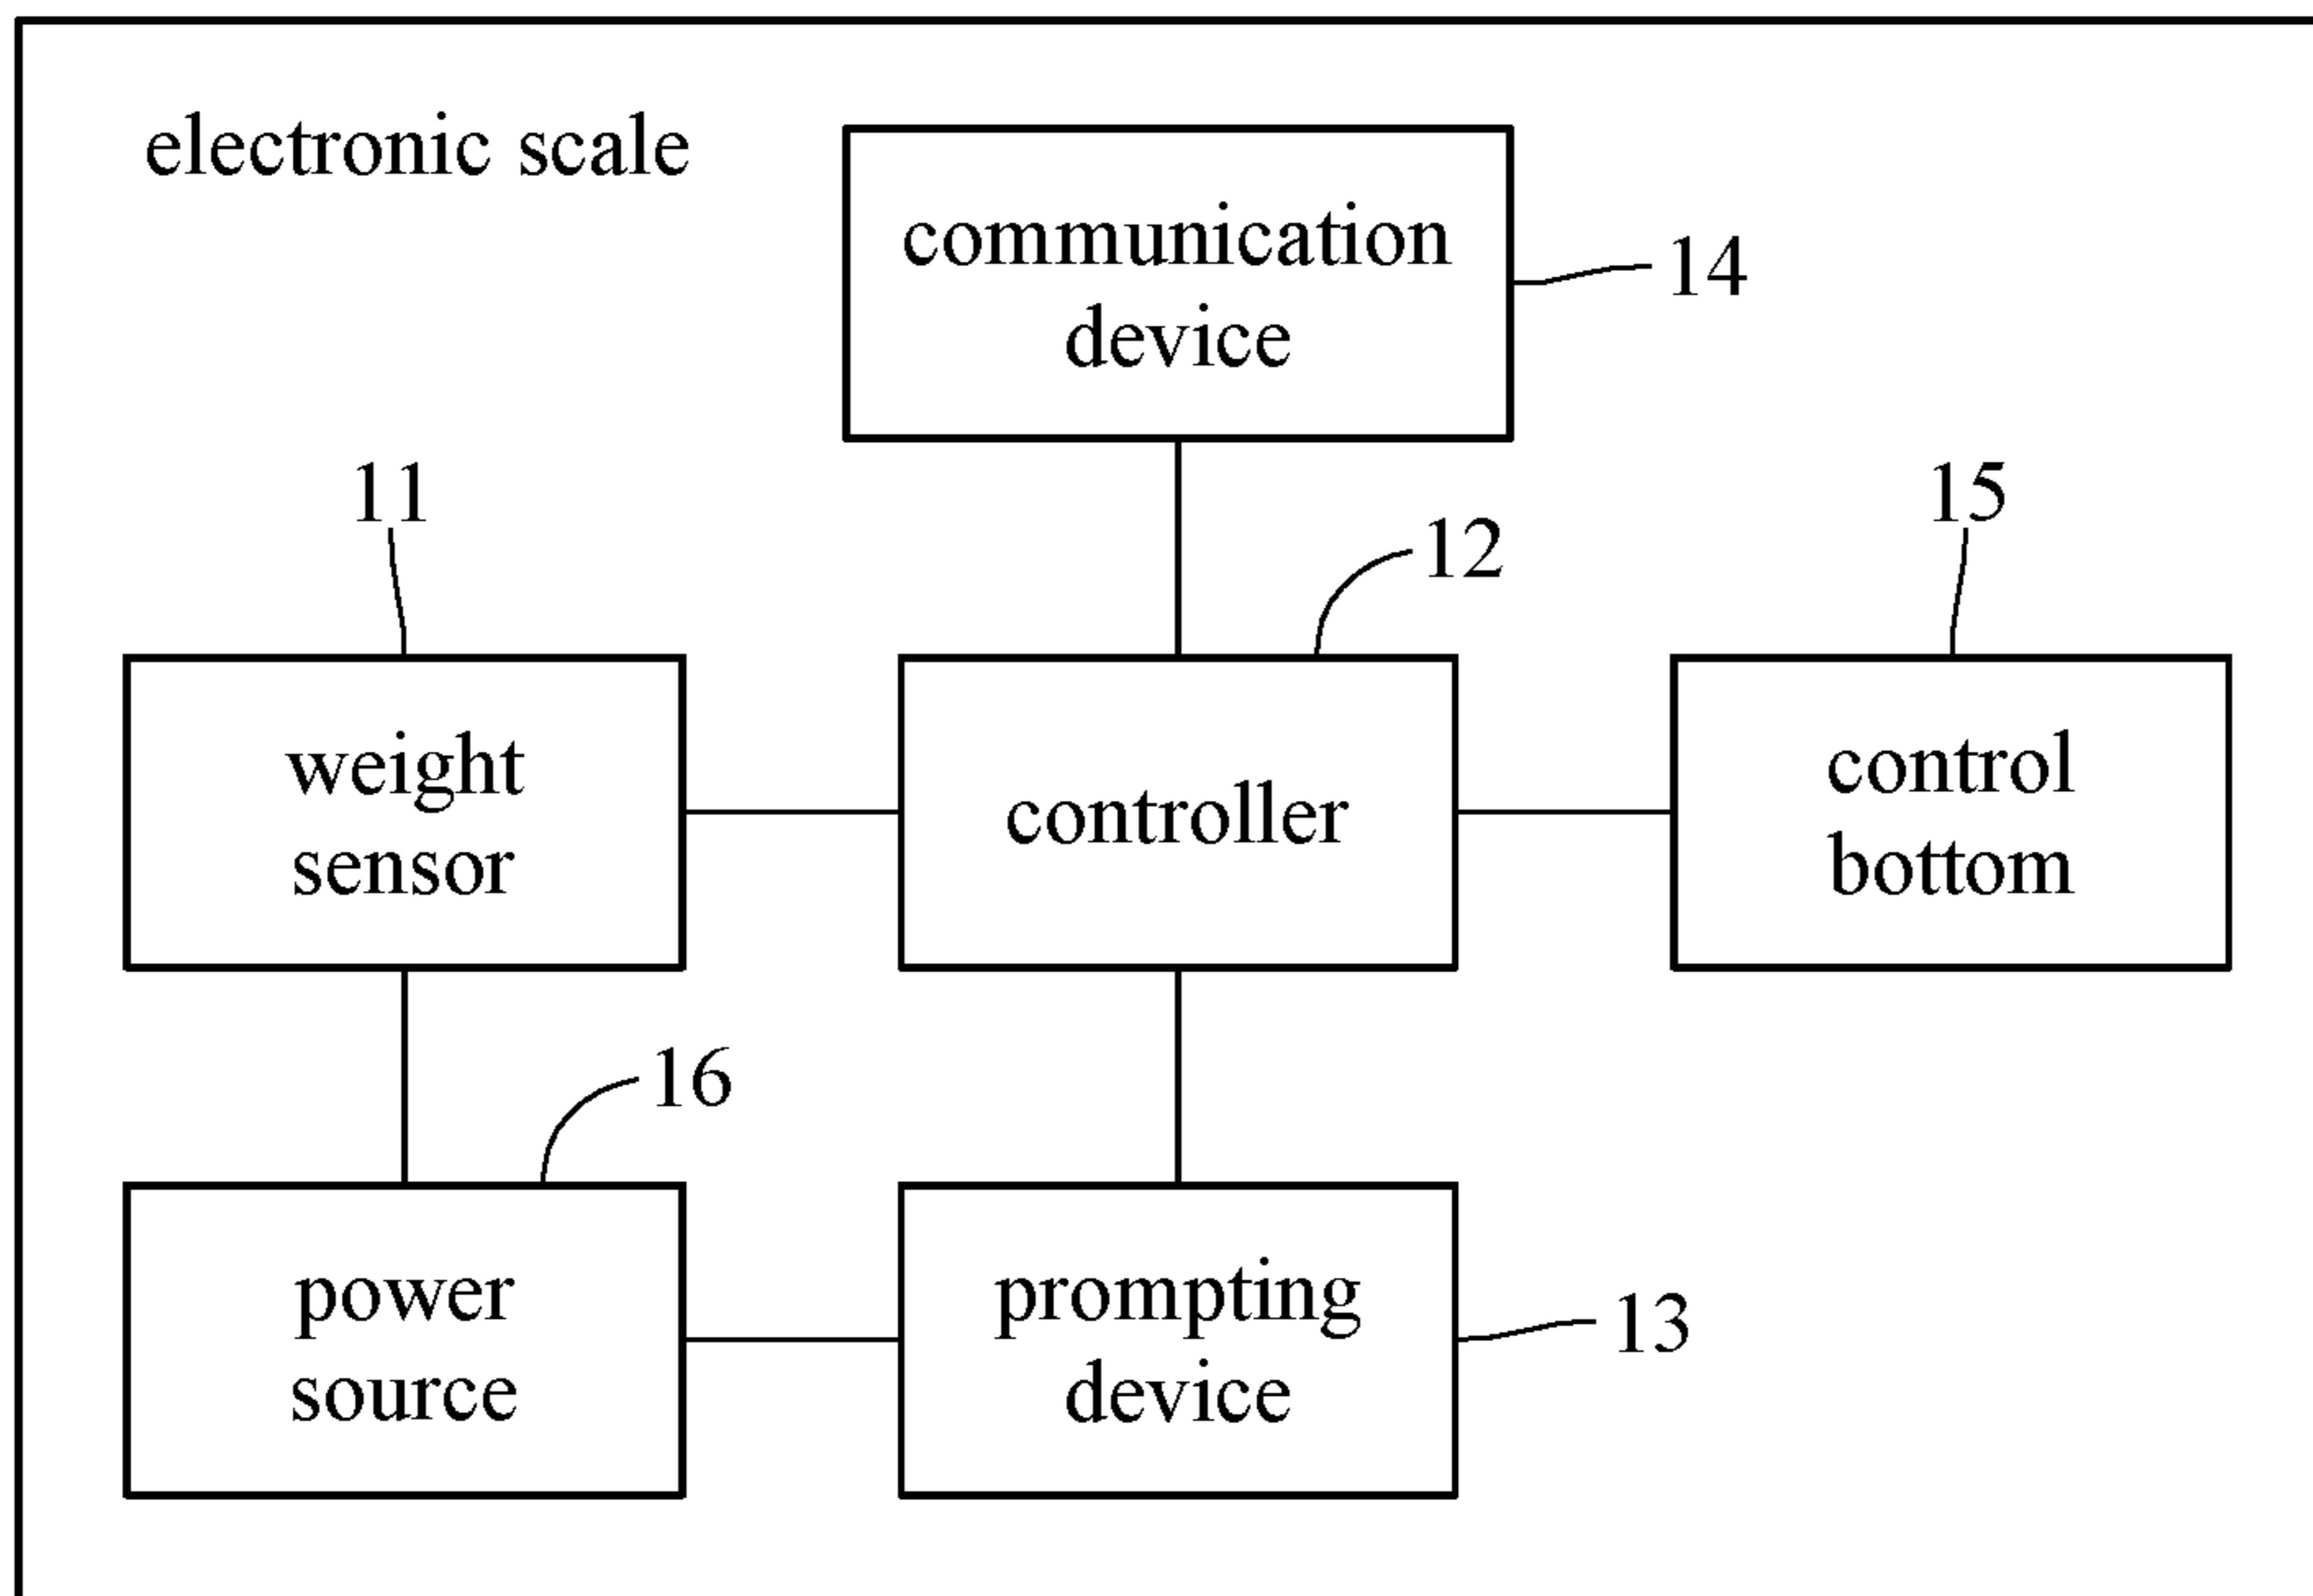 electronic scale
communication
device
14
11
12
15
weight
sensor
controller
control
bottom
16
power
source
prompting
device
13